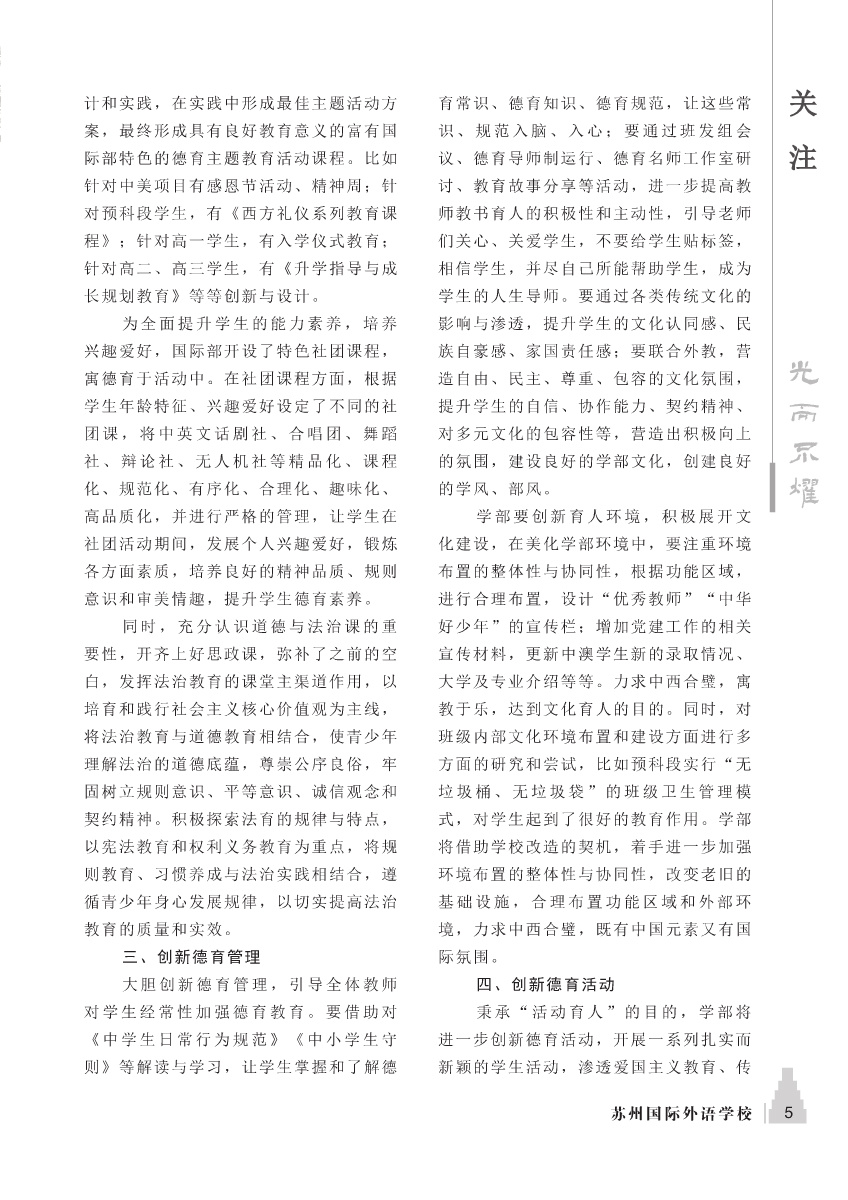 计和实践，在实践中形成最佳主题活动方
案，最终形成具有良好教育意义的富有国
际部特色的德育主题教育活动课程。比如
针对中美项目有感恩节活动、精神周；针
对预科段学生，有《西方礼仪系列教育课
程》；针对高一学生，有入学仪式教育；
针对高二、高三学生，有《升学指导与成
长规划教育》等等创新与设计。
为全面提升学生的能力素养，培养
兴趣爱好，国际部开设了特色社团课程，
寓德育于活动中。在社团课程方面，根据
学生年龄特征、兴趣爱好设定了不同的社
团课，将中英文话剧社、合唱团、舞蹈
社、辩论社、无人机社等精品化、课程
化、规范化、有序化、合理化、趣味化、
高品质化，并进行严格的管理，让学生在
社团活动期间，发展个人兴趣爱好，锻炼
各方面素质，培养良好的精神品质、规则
意识和审美情趣，提升学生德育素养。
同时，充分认识道德与法治课的重
要性，开齐上好思政课，弥补了之前的空
白，发挥法治教育的课堂主渠道作用，以
培育和践行社会主义核心价值观为主线，
将法治教育与道德教育相结合，使青少年
理解法治的道德底蕴，尊崇公序良俗，牢
固树立规则意识、平等意识、诚信观念和
契约精神。积极探索法育的规律与特点，
以宪法教育和权利义务教育为重点，将规
则教育、习惯养成与法治实践相结合，遵
循青少年身心发展规律，以切实提高法治
教育的质量和实效。
三、创新德育管理
大胆创新德育管理，引导全体教师
对学生经常性加强德育教育。要借助对
《中学生日常行为规范》《中小学生守
则》等解读与学习，让学生掌握和了解德
育常识、德育知识、德育规范，让这些常
识、规范入脑、入心；要通过班发组会
议、德育导师制运行、德育名师工作室研
讨、教育故事分享等活动，进一步提高教
师教书育人的积极性和主动性，引导老师
们关心、关爱学生，不要给学生贴标签，
相信学生，并尽自己所能帮助学生，成为
学生的人生导师。要通过各类传统文化的
影响与渗透，提升学生的文化认同感、民
族自豪感、家国责任感；要联合外教，营
造自由、民主、尊重、包容的文化氛围，
提升学生的自信、协作能力、契约精神、
对多元文化的包容性等，营造出积极向上
的氛围，建设良好的学部文化，创建良好
的学风、部风。
学部要创新育人环境，积极展开文
化建设，在美化学部环境中，要注重环境
布置的整体性与协同性，根据功能区域，
进行合理布置，设计“优秀教师”“中华
好少年”的宣传栏；增加党建工作的相关
宣传材料，更新中澳学生新的录取情况、
大学及专业介绍等等。力求中西合璧，寓
教于乐，达到文化育人的目的。同时，对
班级内部文化环境布置和建设方面进行多
方面的研究和尝试，比如预科段实行“无
垃圾桶、无垃圾袋”的班级卫生管理模
式，对学生起到了很好的教育作用。学部
将借助学校改造的契机，着手进一步加强
环境布置的整体性与协同性，改变老旧的
基础设施，合理布置功能区域和外部环
境，力求中西合璧，既有中国元素又有国
际氛围。
四、创新德育活动
秉承“活动育人”的目的，学部将
进一步创新德育活动，开展一系列扎实而
新颖的学生活动，渗透爱国主义教育、传
关注
光而不耀
苏州国际外语学校
5